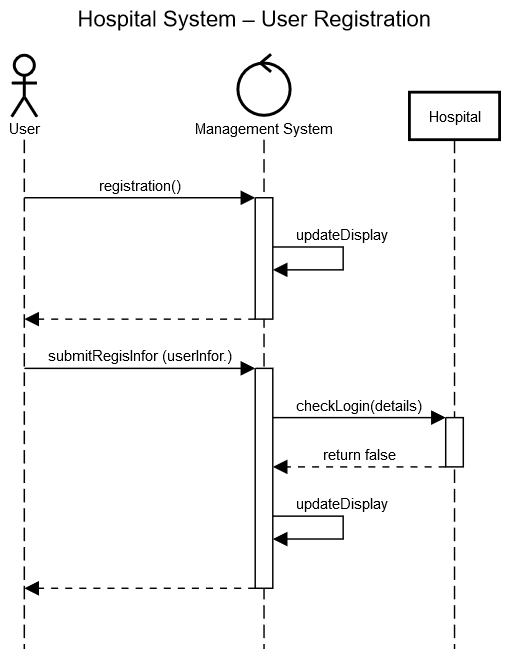 Hospital System – User Registration
User
Management System
Hospital
registration()
updateDisplay
submitRegisInfor (userInfor.)
checkLogin(details)
return false
updateDisplay